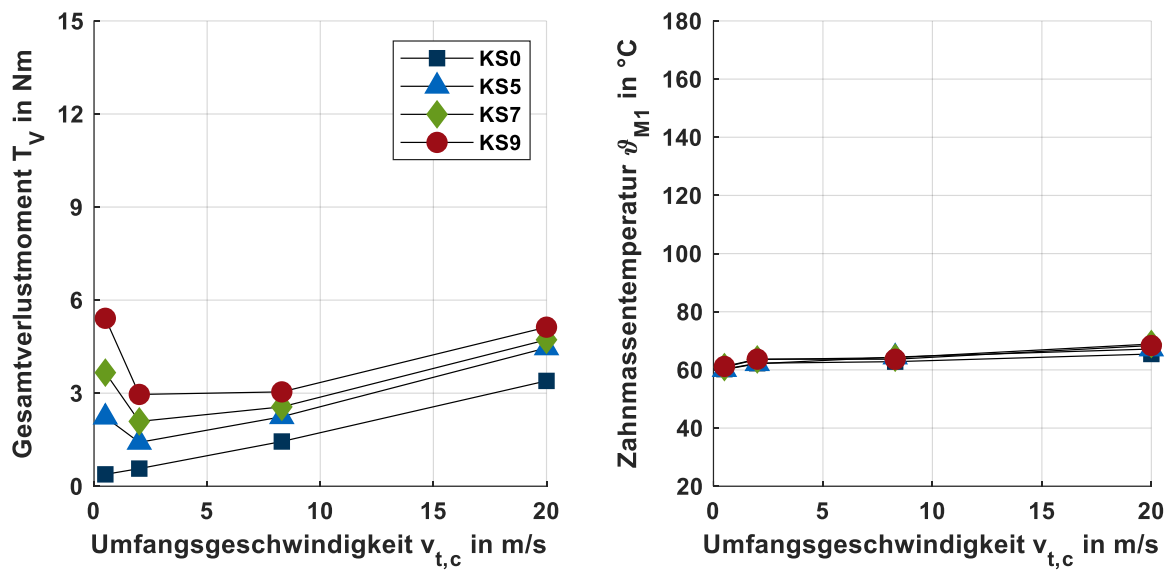 Gesamtverlustmoment T_V in Nm
15
12
9
6
3
0
KS0
KS5
KS7
KS9
0 5 10 15 20
Umfangsgeschwindigkeit v_t,c in m/s
Zahnmassentemperatur ϑ_M1 in °C
180
160
140
120
100
80
60
40
20
0 5 10 15 20
Umfangsgeschwindigkeit v_t,c in m/s